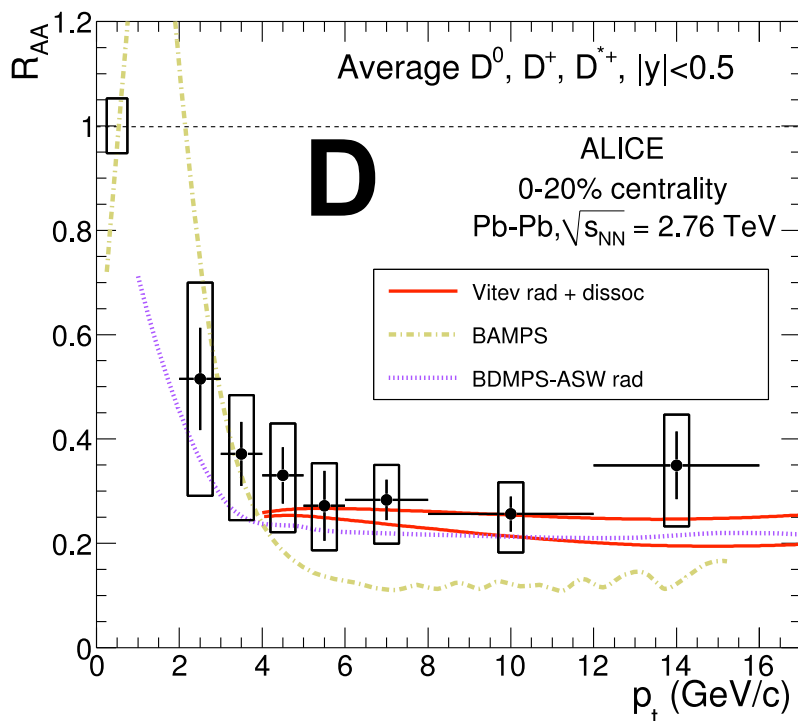 R_AA
1.2
1
0.8
0.6
0.4
0.2
0
Average D^0, D^+, D^*+, |y|<0.5
D
ALICE
0-20% centrality
Pb-Pb, √s_NN = 2.76 TeV
Vitev rad + dissoc
BAMPS
BDMPS-ASW rad
0 2 4 6 8 10 12 14 16
p_t (GeV/c)